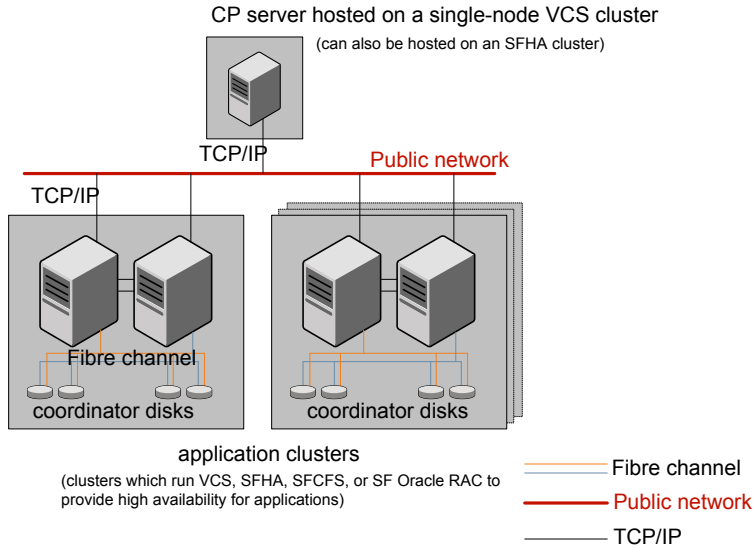 CP server hosted on a single-node VCS cluster
(can also be hosted on an SFHA cluster)
TCP/IP
Public network
TCP/IP
Fibre channel
coordinator disks
coordinator disks
application clusters
(clusters which run VCS, SFHA, SFCFS, or SF Oracle RAC to
provide high availability for applications)
Fibre channel
Public network
TCP/IP